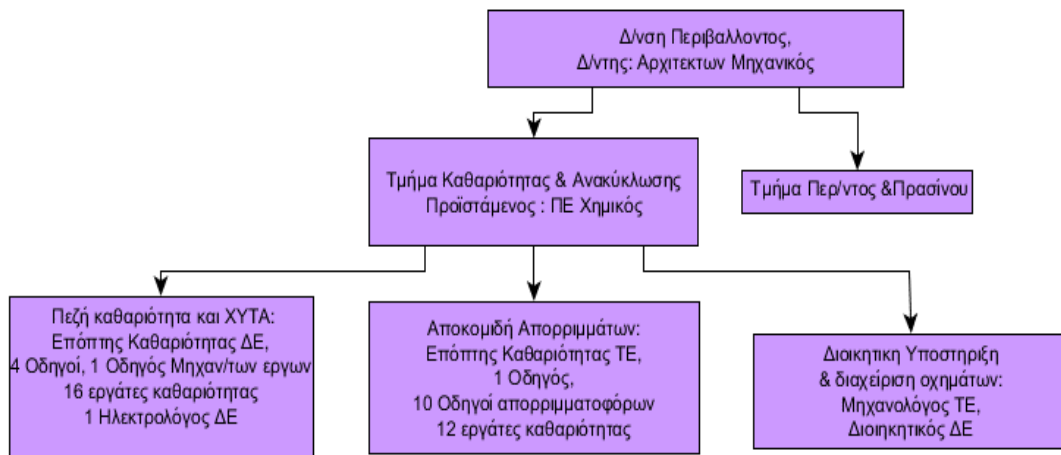 Δ/νση Περιβαλλοντος,
Δ/ντης: Αρχιτεκτων Μηχανικός
Τμήμα Καθαριότητας & Ανακύκλωσης
Προϊστάμενος : ΠΕ Χημικός
Τμήμα Περ/ντος &Πρασίνου
Πεζή καθαριότητα και ΧΥΤΑ:
Επόπτης Καθαριότητας ΔΕ,
4 Οδηγοί, 1 Οδηγός Μηχαν/των εργων
16 εργάτες καθαριότητας
1 Ηλεκτρολόγος ΔΕ
Αποκομιδή Απορριμμάτων:
Επόπτης Καθαριότητας ΤΕ,
1 Οδηγός,
10 Οδηγοί απορριμματοφόρων
12 εργάτες καθαριότητας
Διοικητικη Υποστηριξη
& διαχείριση οχημάτων:
Μηχανολόγος ΤΕ,
Διοιηκητικός ΔΕ